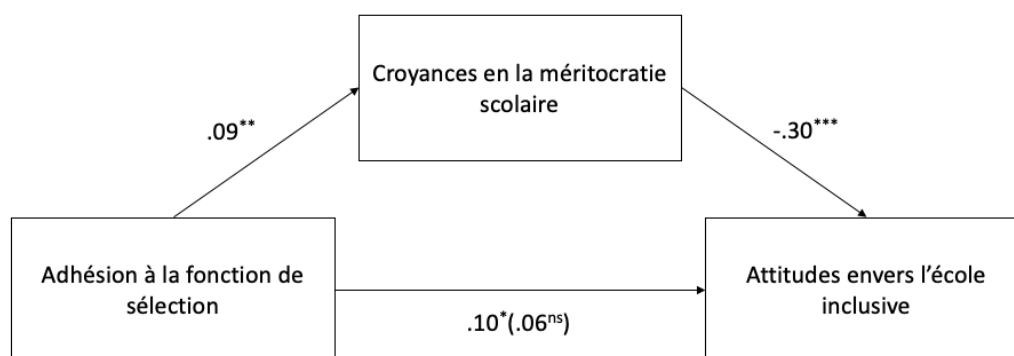 Croyances en la méritocratie
scolaire
.09**
-.30***
Adhésion à la fonction de
sélection
Attitudes envers l'école
inclusive
.10*(.06ns)